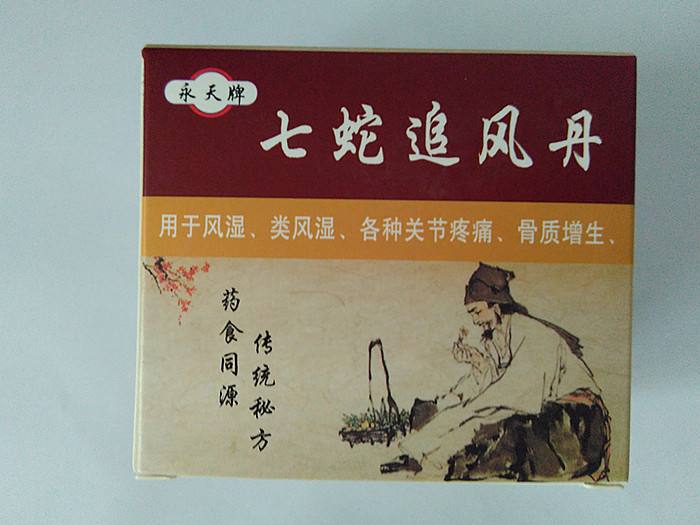 永天牌
七蛇追风丹
用于风湿、类风湿、各种关节疼痛、骨质增生、
药食同源
传统秘方